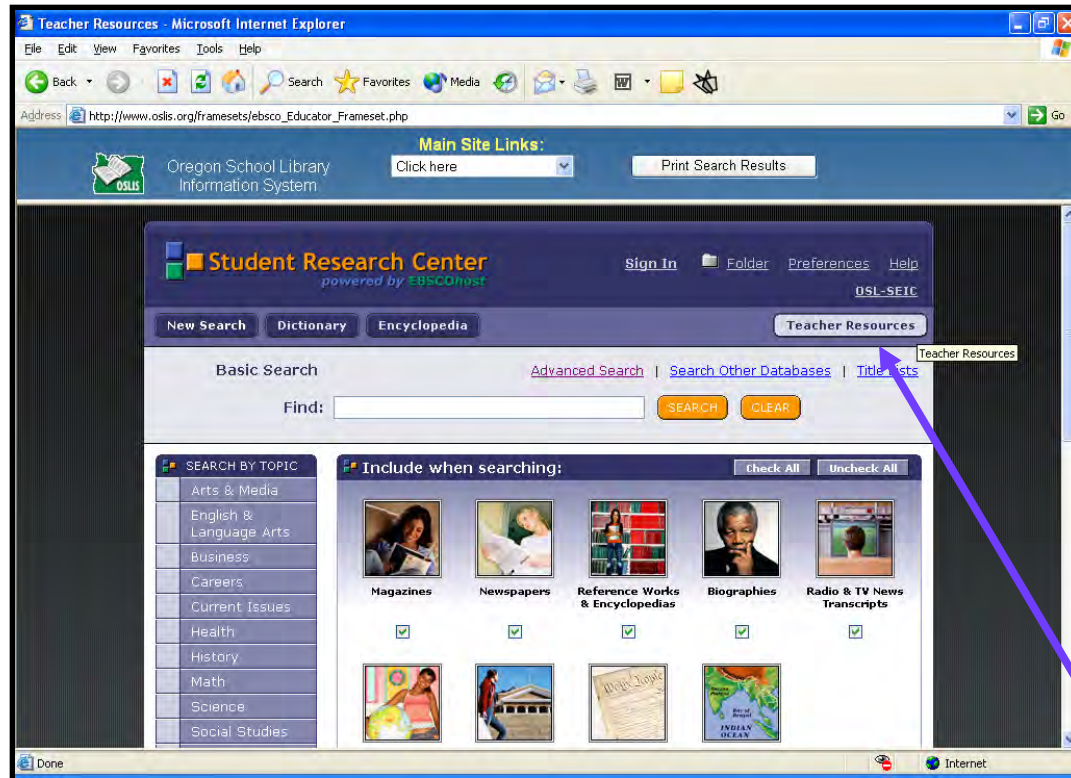 Teacher Resources - Microsoft Internet Explorer
File Edit View Favorites Tools Help
Back Search Favorites Media
Address http://www.oslis.org/framesets/ebsco_Educator_Frameset.php Go
Main Site Links:
OSLIS Oregon School Library Information System
Click here Print Search Results
Student Research Center
powered by EBSCOhost
Sign In Folder Preferences Help
OSL-SEIC
New Search Dictionary Encyclopedia Teacher Resources
Teacher Resources
Basic Search Advanced Search | Search Other Databases | Title Lists
Find: SEARCH CLEAR
SEARCH BY TOPIC
Arts & Media
English &
Language Arts
Business
Careers
Current Issues
Health
History
Math
Science
Social Studies
Include when searching: Check All Uncheck All
Magazines Newspapers Reference Works Biographies Radio & TV News
& Encyclopedias Transcripts
We the People
INDIAN
OCEAN
Done Internet